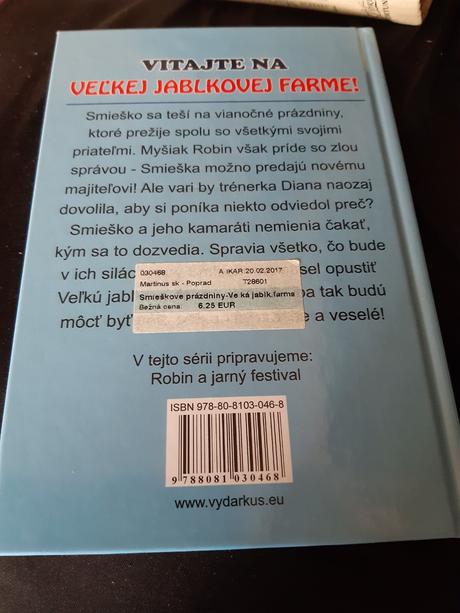 VITAJTE NA
VEĽKEJ JABLKOVEJ FARME!
Smieško sa teší na vianočné prázdniny,
ktoré prežije spolu so všetkými svojimi
priateľmi. Myšiak Robin však príde so zlou
správou - Smieška možno predajú novému
majiteľovi! Ale vari by trénerka Diana naozaj
dovolila, aby si poníka niekto odviedol preč?
Smieško a jeho kamaráti nemienia čakať,
kým sa to dozvedia. Spravia všetko, čo bude
v ich silác sel opustiť
Veľkú jabl a tak budú
môcť byť e a veselé!
030468 A IKAR 20.02.2017
Martinus sk - Poprad T28601
Smieškove prázdniny-Ve ká jablk.farma
Bežná cena: 6.25 EUR
V tejto sérii pripravujeme:
Robin a jarný festival
ISBN 978-80-8103-046-8
9 788081 030468
www.vydarkus.eu